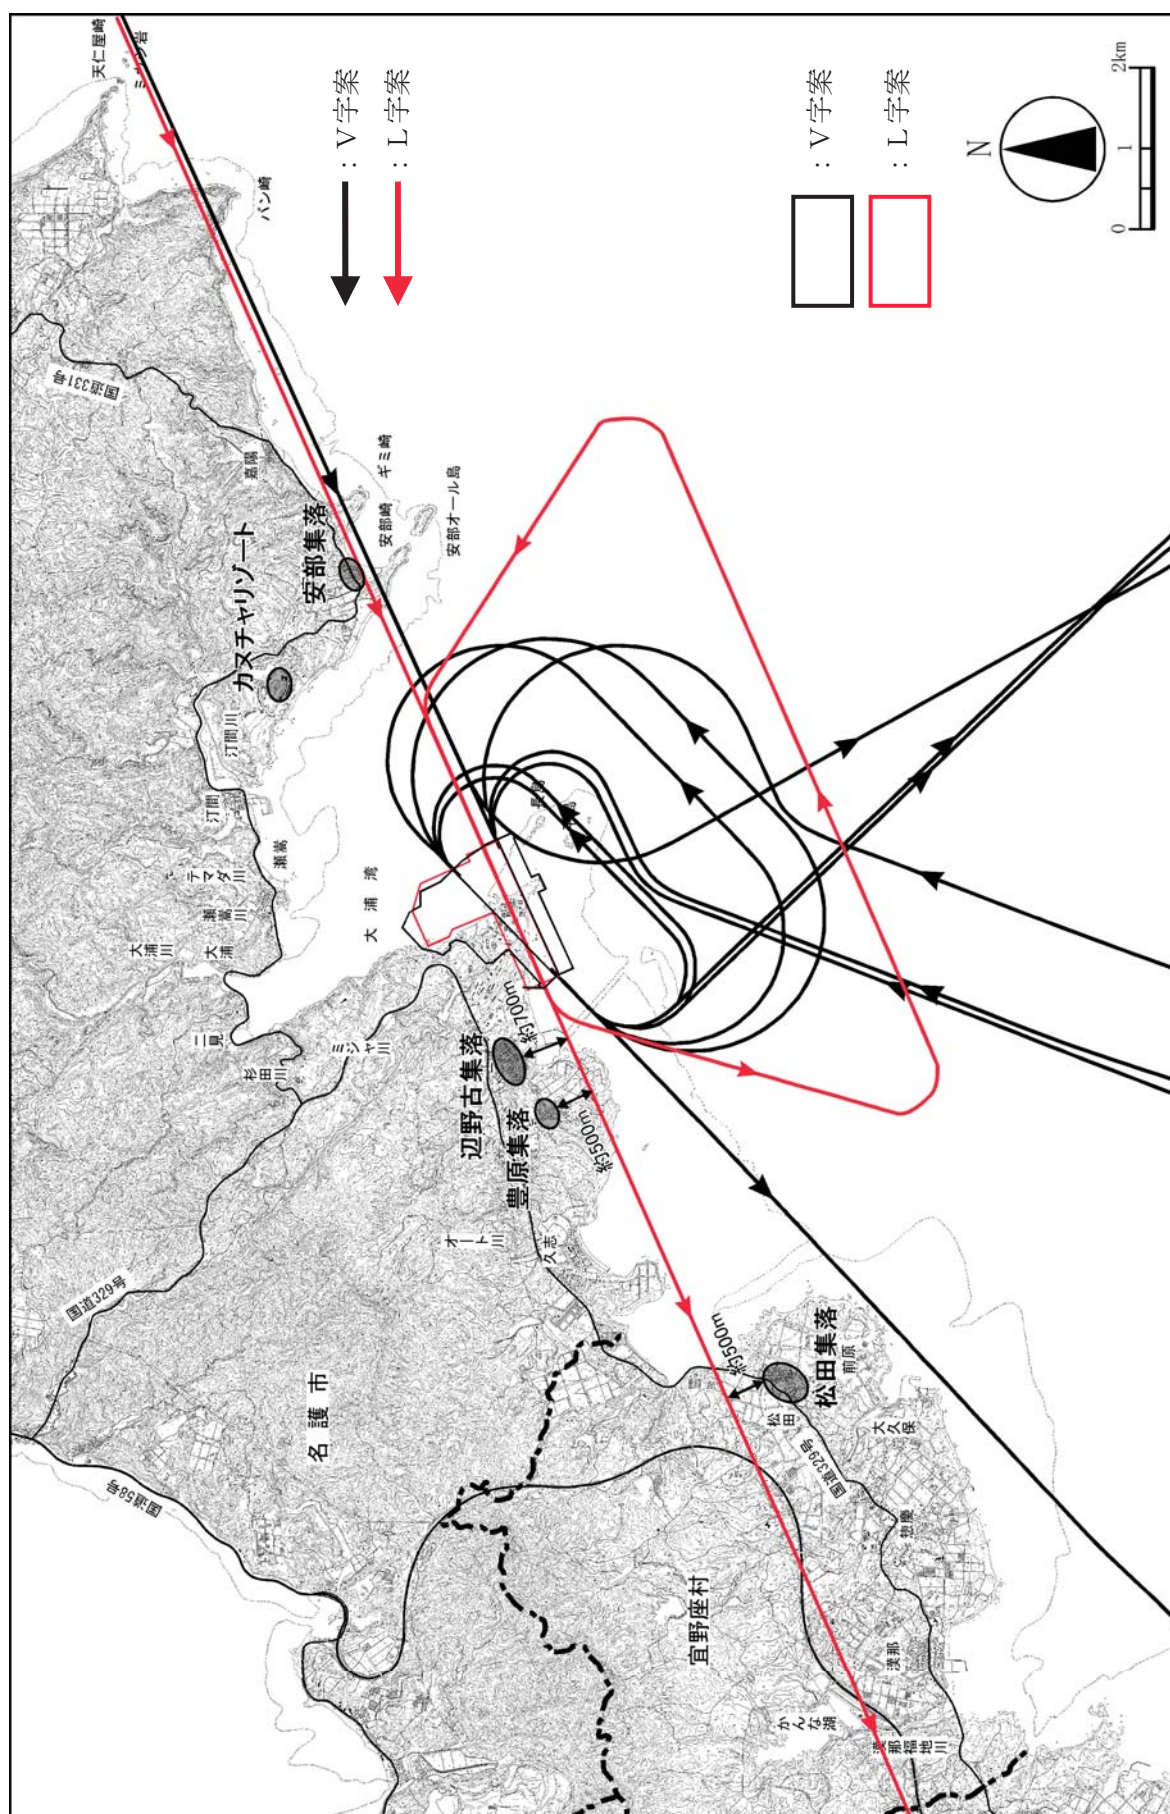 天仁屋崎
バン崎
国道331号
嘉陽
ギミ崎
安部崎
安部オール島
安部集落
カヌチャリゾート
汀間川
汀間
テマダ川
瀬嵩
瀬嵩川
大浦川
大浦
大浦湾
二見
杉田川
ミジャ川
国道329号
辺野古集落
約700m
豊原集落
約500m
オート川
久志
長島
名護市
国道58号
約500m
松田集落
前原
松田
国道329号
大久保
惣慶
宜野座村
漢那
かんな湖
漢那福地川
：V字案
：L字案
：V字案
：L字案
N
0 1 2km